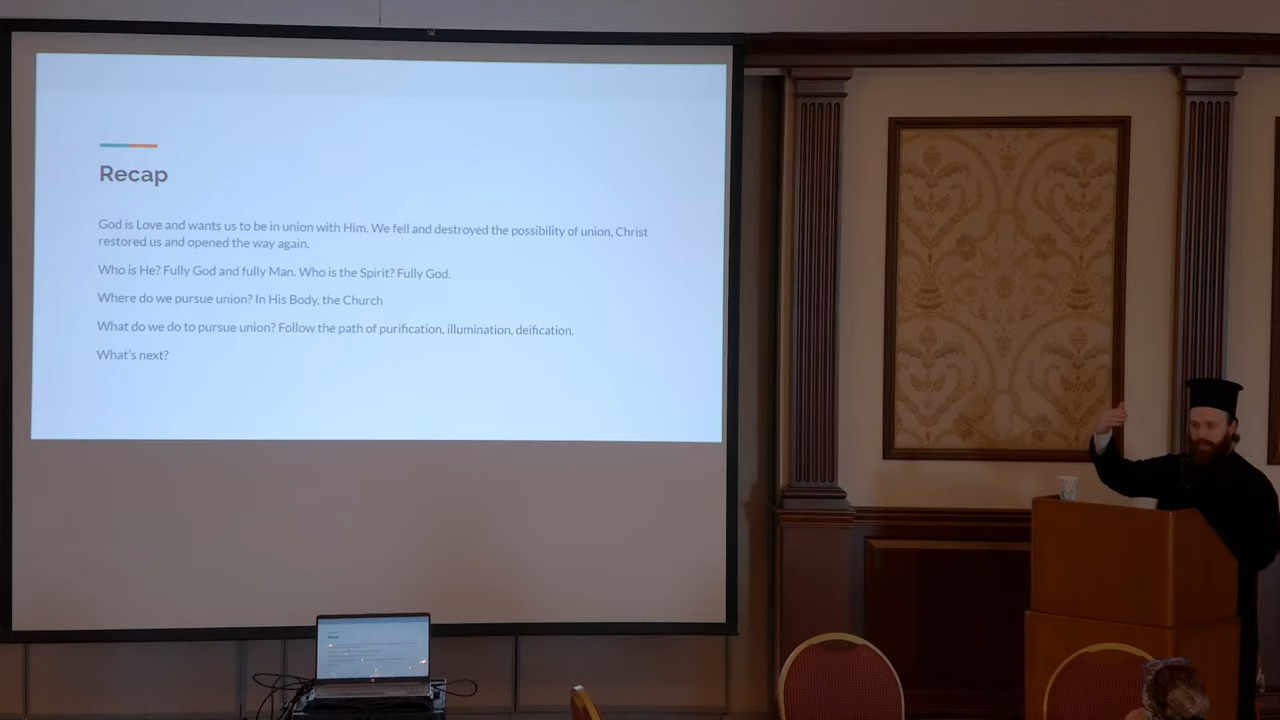 Recap
God is Love and wants us to be in union with Him. We fell and destroyed the possibility of union, Christ
restored us and opened the way again.
Who is He? Fully God and fully Man. Who is the Spirit? Fully God.
Where do we pursue union? In His Body, the Church
What do we do to pursue union? Follow the path of purification, illumination, deification.
What's next?